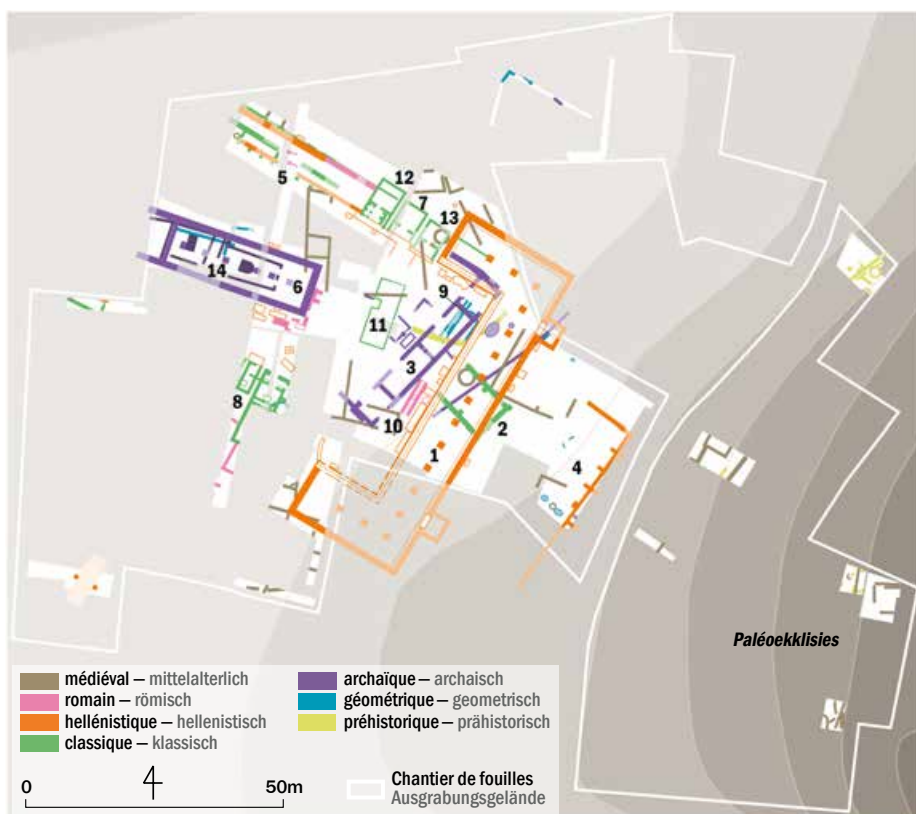 12
5
7
13
14
6
9
11
3
8
10
2
1
4
Paléoekklisies
médiéval — mittelalterlich
romain — römisch
hellénistique — hellenistisch
classique — klassisch
archaïque — archaisch
géométrique — geometrisch
préhistorique — prähistorisch
0
4
50m
Chantier de fouilles
Ausgrabungsgelände